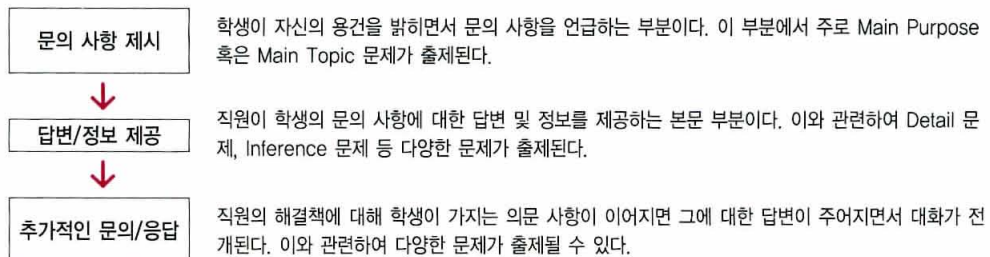 문의 사항 제시
학생이 자신의 용건을 밝히면서 문의 사항을 언급하는 부분이다. 이 부분에서 주로 Main Purpose
혹은 Main Topic 문제가 출제된다.
답변/정보 제공
직원이 학생의 문의 사항에 대한 답변 및 정보를 제공하는 본문 부분이다. 이와 관련하여 Detail 문
제, Inference 문제 등 다양한 문제가 출제된다.
추가적인 문의/응답
직원의 해결책에 대해 학생이 가지는 의문 사항이 이어지면 그에 대한 답변이 주어지면서 대화가 전
개된다. 이와 관련하여 다양한 문제가 출제될 수 있다.